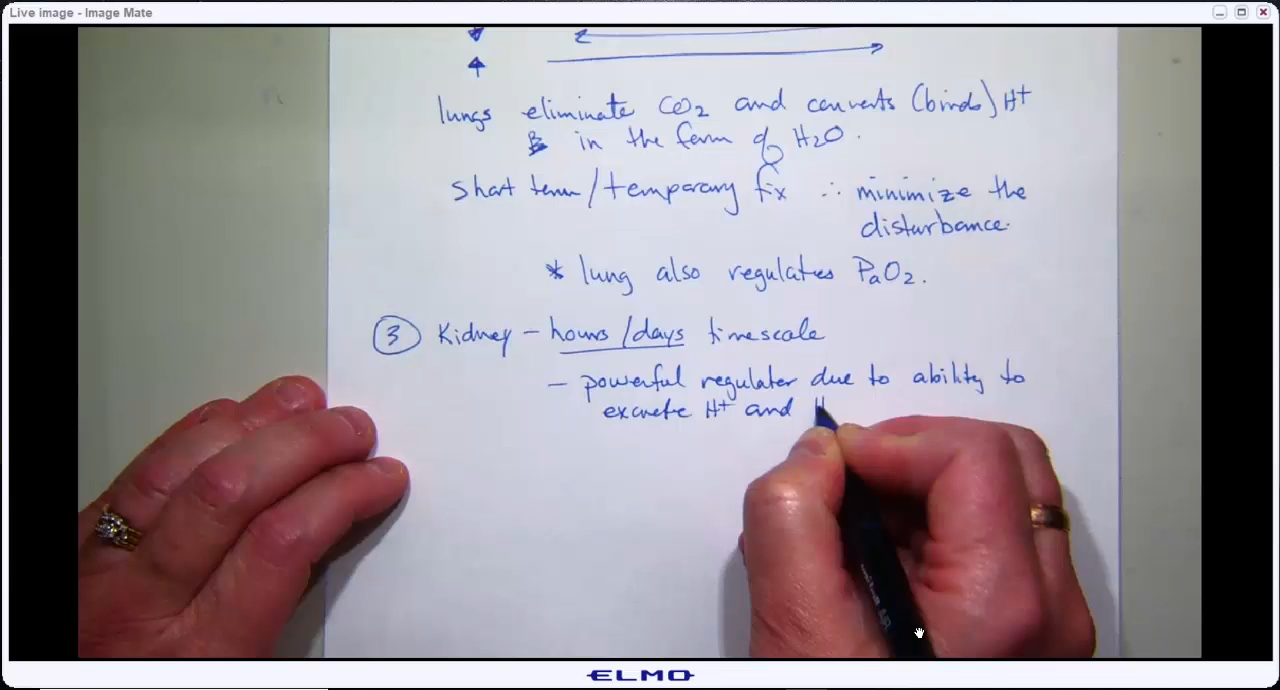 Live image - Image Mate
lungs eliminate CO2 and converts (binds) H+
in the form of H2O.
Short term/temporary fix ∴ minimize the
disturbance.
* lung also regulates PaO2.
3 Kidney - hours/days timescale
- powerful regulater due to ability to
excrete H+ and H
ELMO